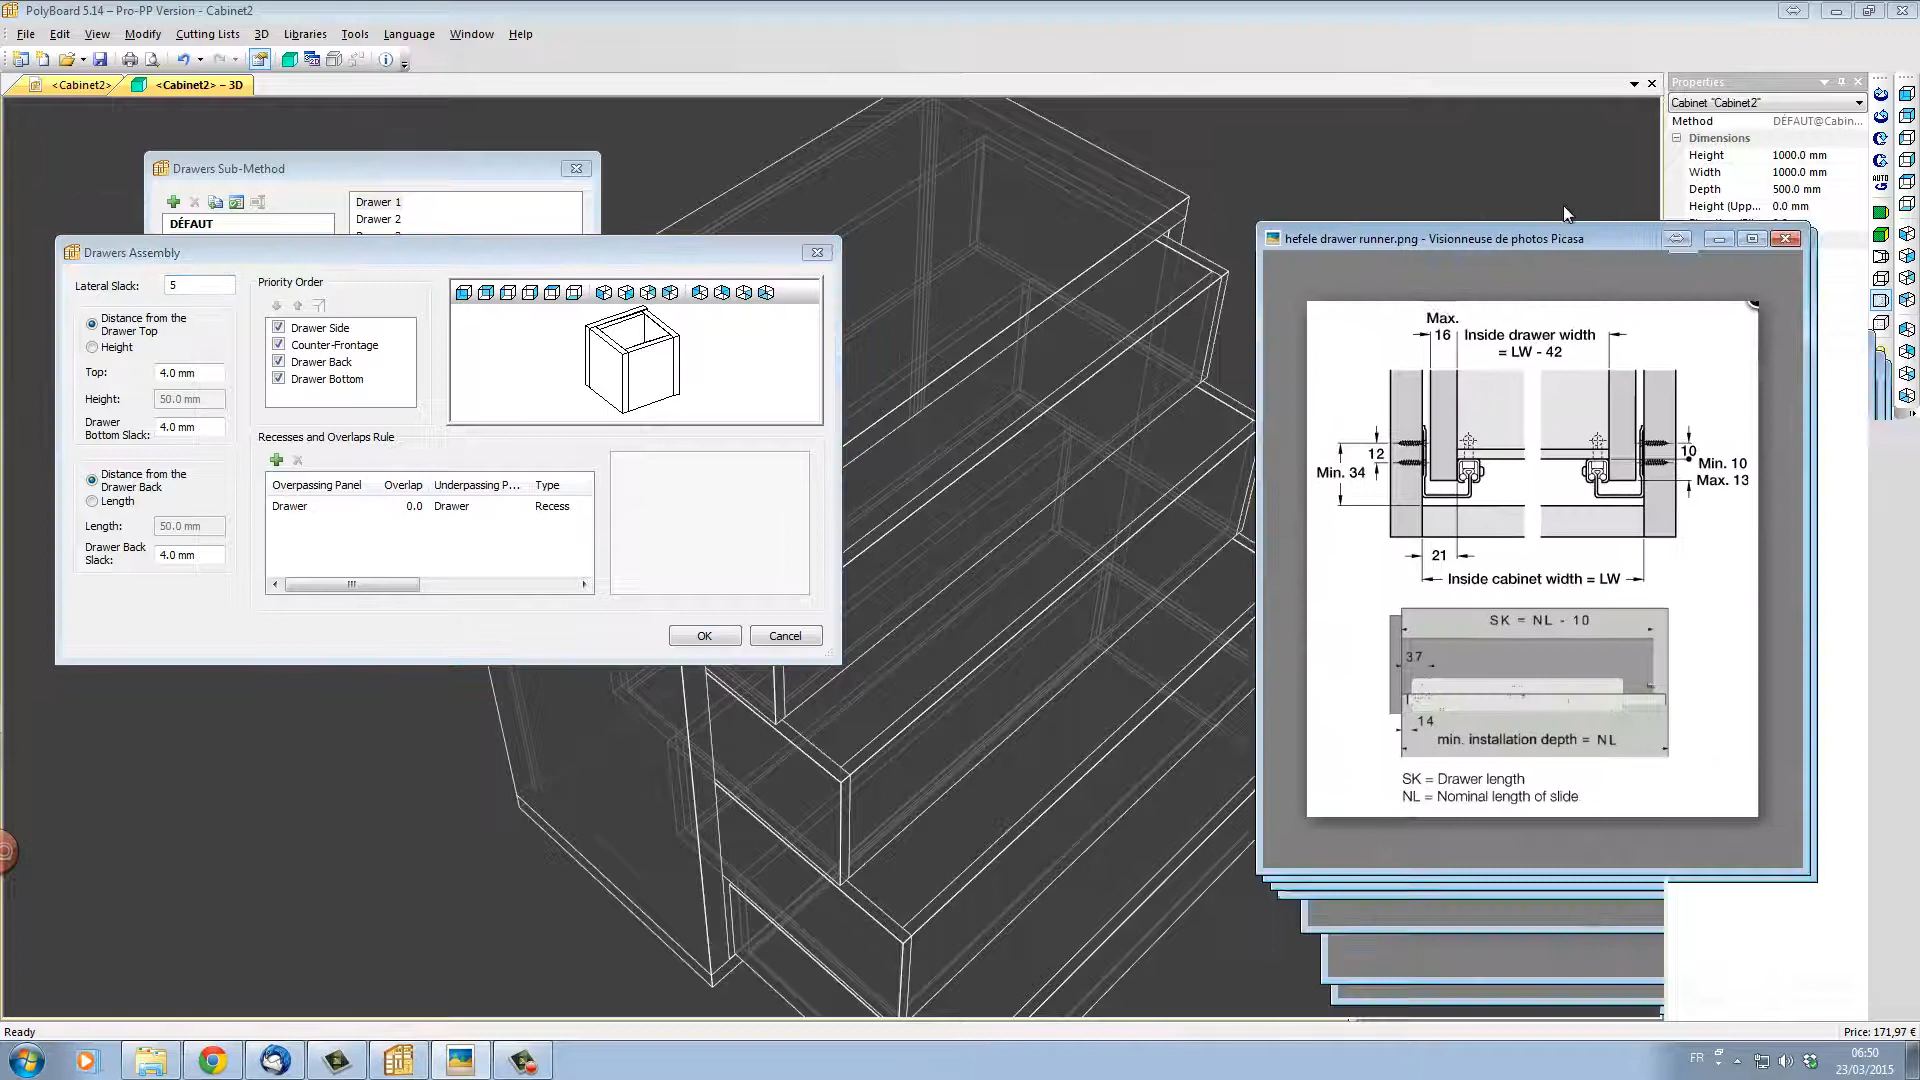 PolyBoard 5.14 – Pro-PP Version - Cabinet2
File Edit View Modify Cutting Lists 3D Libraries Tools Language Window Help
<Cabinet2>
<Cabinet2> – 3D
Properties
Cabinet "Cabinet2"
Method DÉFAUT@Cabin...
Dimensions
Height 1000.0 mm
Width 1000.0 mm
Depth 500.0 mm
Height (Upp... 0.0 mm
AUTO
Drawers Sub-Method
DÉFAUT
Drawer 1
Drawer 2
Drawers Assembly
Lateral Slack: 5
Distance from the
Drawer Top
Height
Top: 4.0 mm
Height: 50.0 mm
Drawer
Bottom Slack: 4.0 mm
Distance from the
Drawer Back
Length
Length: 50.0 mm
Drawer Back
Slack: 4.0 mm
Priority Order
Drawer Side
Counter-Frontage
Drawer Back
Drawer Bottom
Recesses and Overlaps Rule
Overpassing Panel Overlap Underpassing P... Type
Drawer 0.0 Drawer Recess
OK
Cancel
hefele drawer runner.png - Visionneuse de photos Picasa
Max.
16
Inside drawer width
= LW - 42
12
Min. 34
10
Min. 10
Max. 13
21
Inside cabinet width = LW
SK = NL - 10
37
14
min. installation depth = NL
SK = Drawer length
NL = Nominal length of slide
Ready
Price: 171,97 €
FR
06:50
23/03/2015